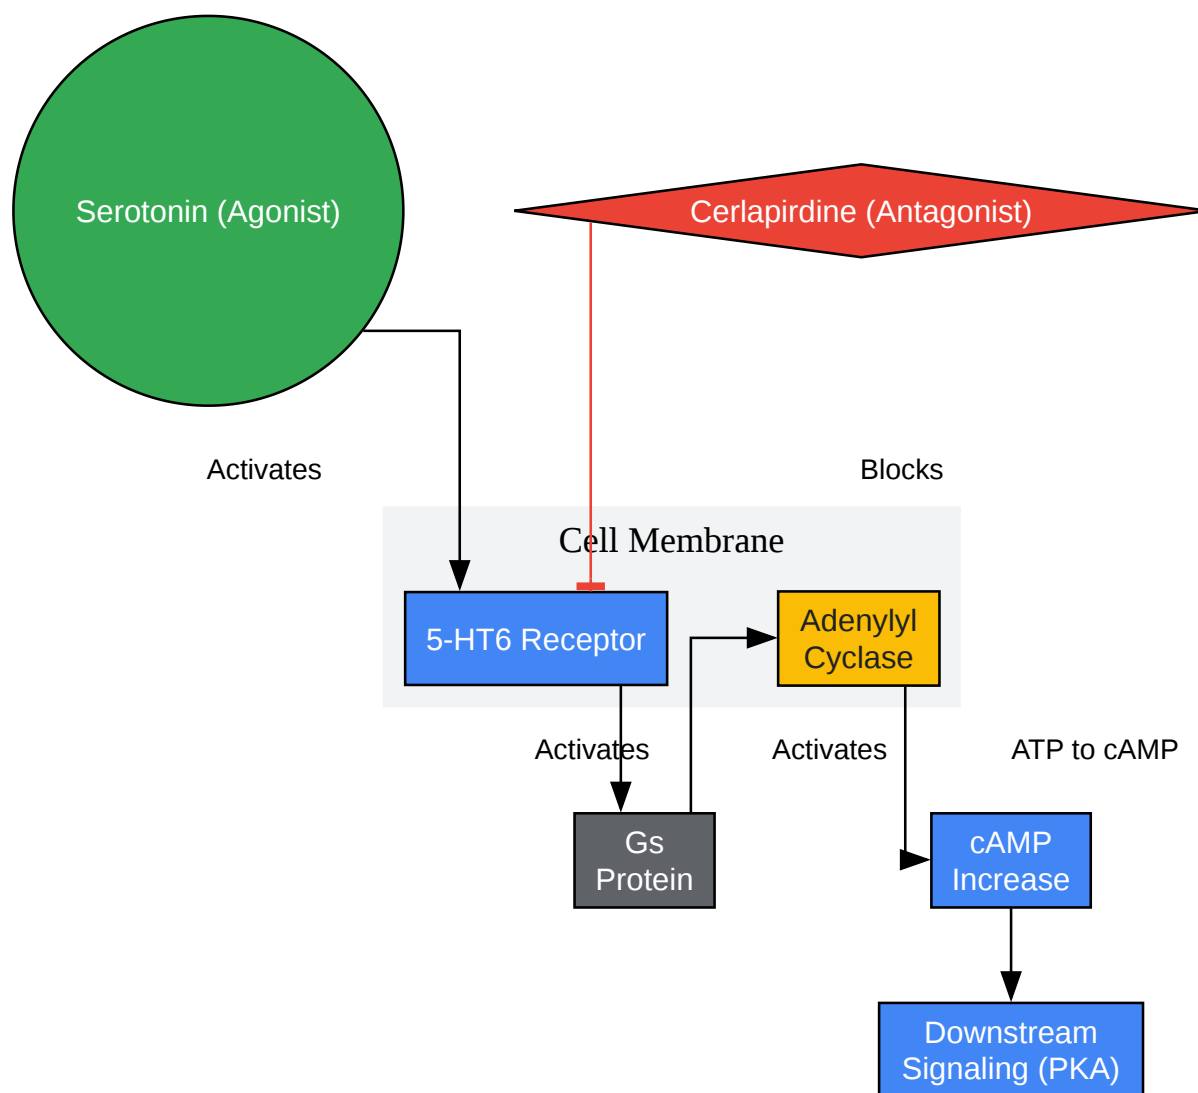 Serotonin (Agonist)
Cerlapirdine (Antagonist)
Activates
Blocks
Cell Membrane
5-HT6 Receptor
Adenylyl
Cyclase
Activates
Activates
ATP to cAMP
Gs
Protein
cAMP
Increase
Downstream
Signaling (PKA)